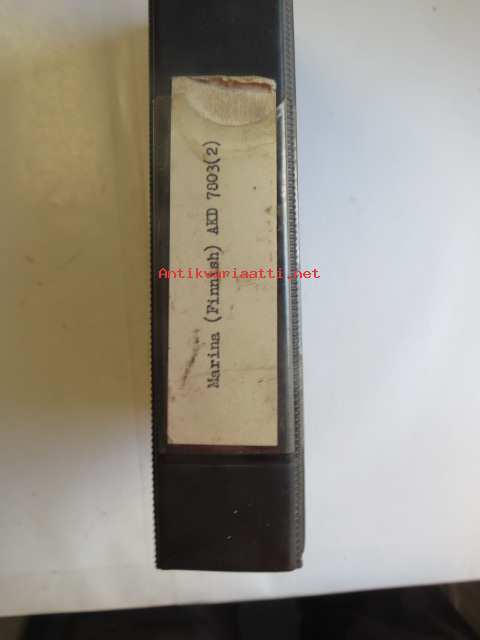 Marina (Finnish) AKD 7803(2)
Antikvariaatti.net